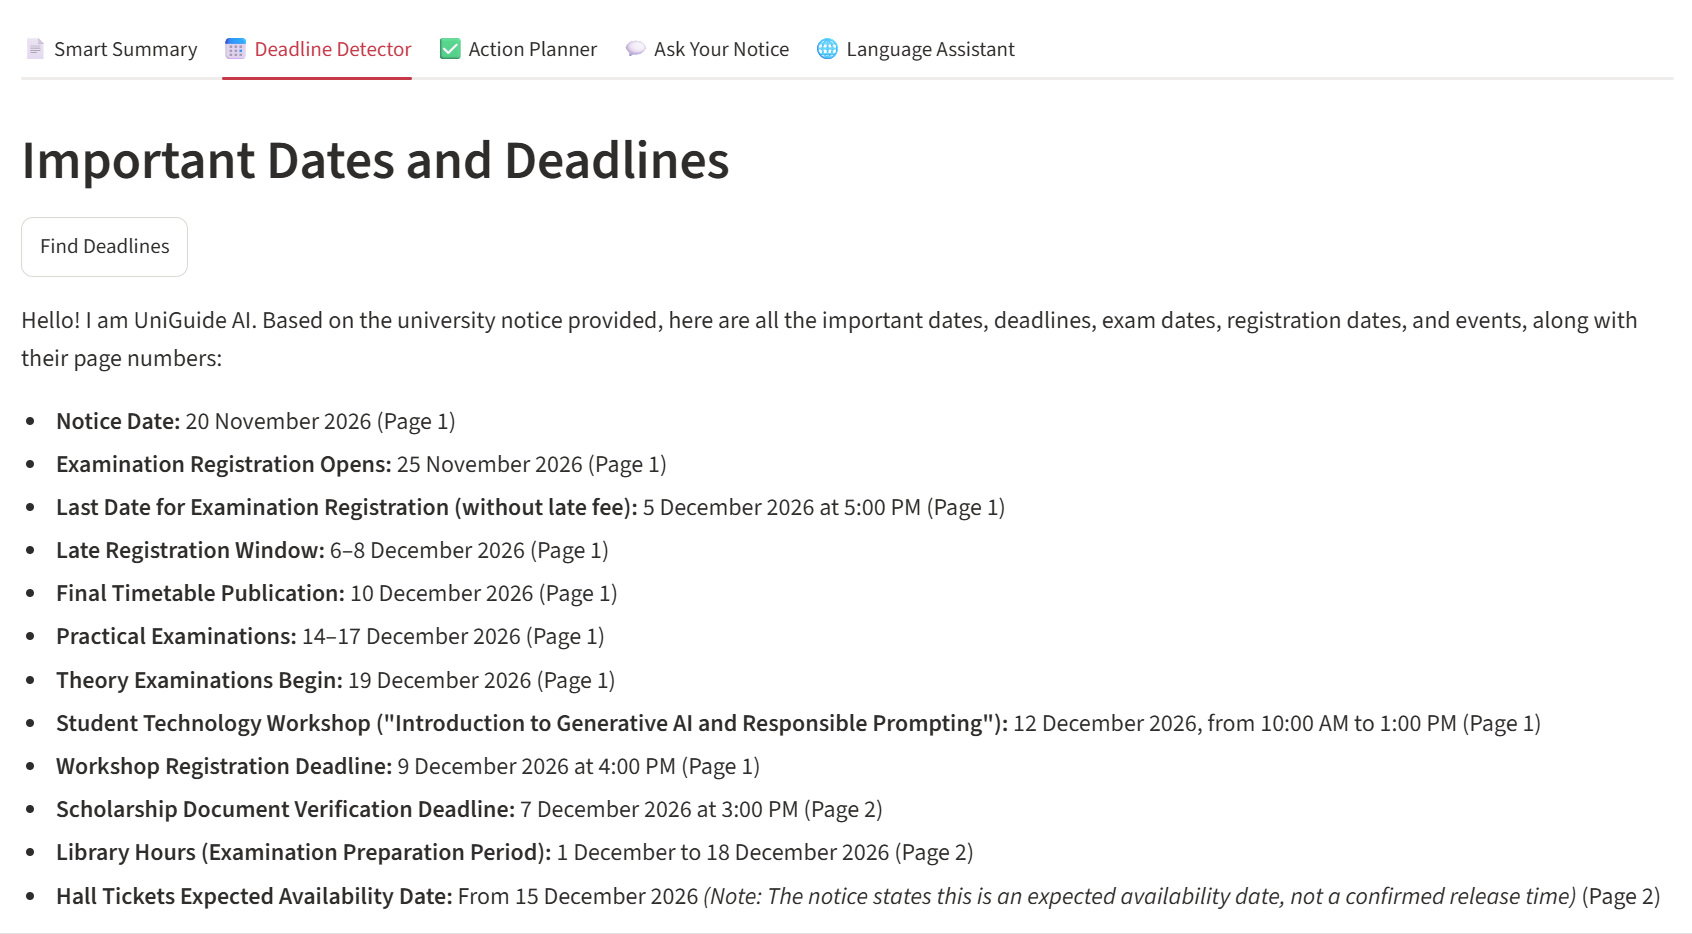 Smart Summary
Deadline Detector
Action Planner
Ask Your Notice
Language Assistant
Important Dates and Deadlines
Find Deadlines
Hello! I am UniGuide AI. Based on the university notice provided, here are all the important dates, deadlines, exam dates, registration dates, and events, along with
their page numbers:
• Notice Date: 20 November 2026 (Page 1)
• Examination Registration Opens: 25 November 2026 (Page 1)
• Last Date for Examination Registration (without late fee): 5 December 2026 at 5:00 PM (Page 1)
• Late Registration Window: 6–8 December 2026 (Page 1)
• Final Timetable Publication: 10 December 2026 (Page 1)
• Practical Examinations: 14–17 December 2026 (Page 1)
• Theory Examinations Begin: 19 December 2026 (Page 1)
• Student Technology Workshop ("Introduction to Generative AI and Responsible Prompting"): 12 December 2026, from 10:00 AM to 1:00 PM (Page 1)
• Workshop Registration Deadline: 9 December 2026 at 4:00 PM (Page 1)
• Scholarship Document Verification Deadline: 7 December 2026 at 3:00 PM (Page 2)
• Library Hours (Examination Preparation Period): 1 December to 18 December 2026 (Page 2)
• Hall Tickets Expected Availability Date: From 15 December 2026 (Note: The notice states this is an expected availability date, not a confirmed release time) (Page 2)